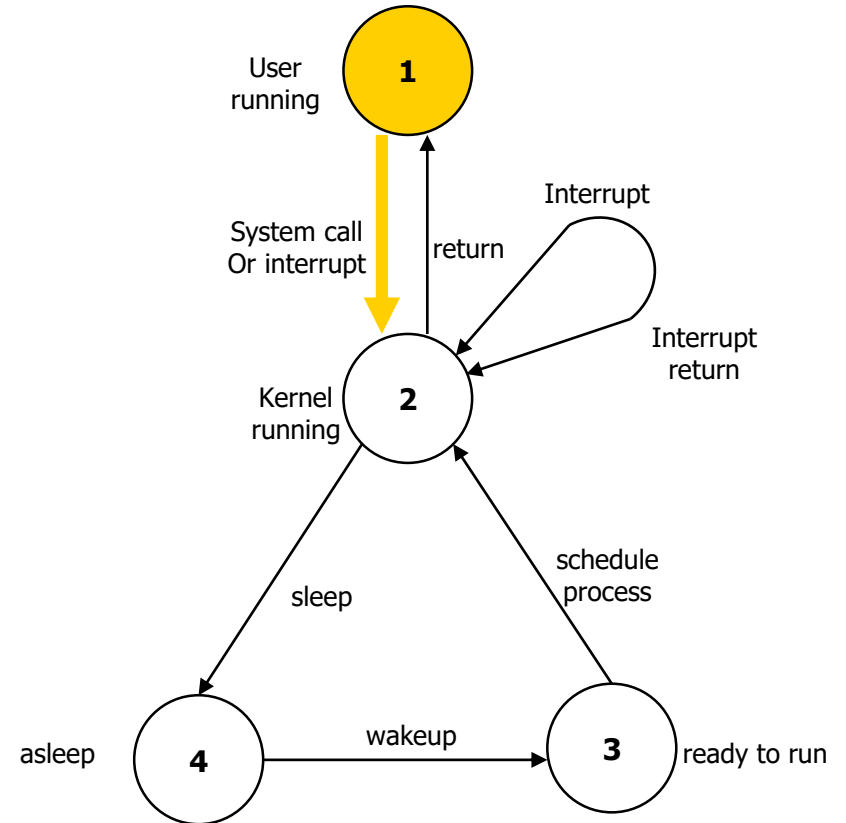 1
User
running
Interrupt
System call
Or interrupt
return
Interrupt
return
2
Kernel
running
schedule
process
sleep
wakeup
asleep
4
3
ready to run